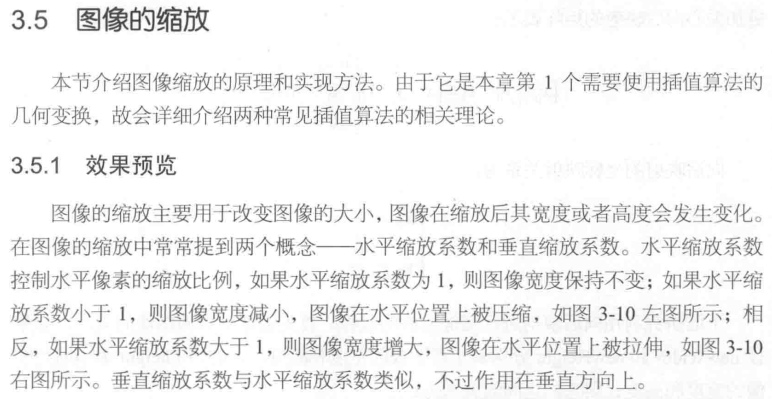 3.5 图像的缩放
本节介绍图像缩放的原理和实现方法。由于它是本章第 1 个需要使用插值算法的
几何变换，故会详细介绍两种常见插值算法的相关理论。
3.5.1 效果预览
图像的缩放主要用于改变图像的大小，图像在缩放后其宽度或者高度会发生变化。
在图像的缩放中常常提到两个概念——水平缩放系数和垂直缩放系数。水平缩放系数
控制水平像素的缩放比例，如果水平缩放系数为 1，则图像宽度保持不变；如果水平缩
放系数小于 1，则图像宽度减小，图像在水平位置上被压缩，如图 3-10 左图所示；相
反，如果水平缩放系数大于 1，则图像宽度增大，图像在水平位置上被拉伸，如图 3-10
右图所示。垂直缩放系数与水平缩放系数类似，不过作用在垂直方向上。